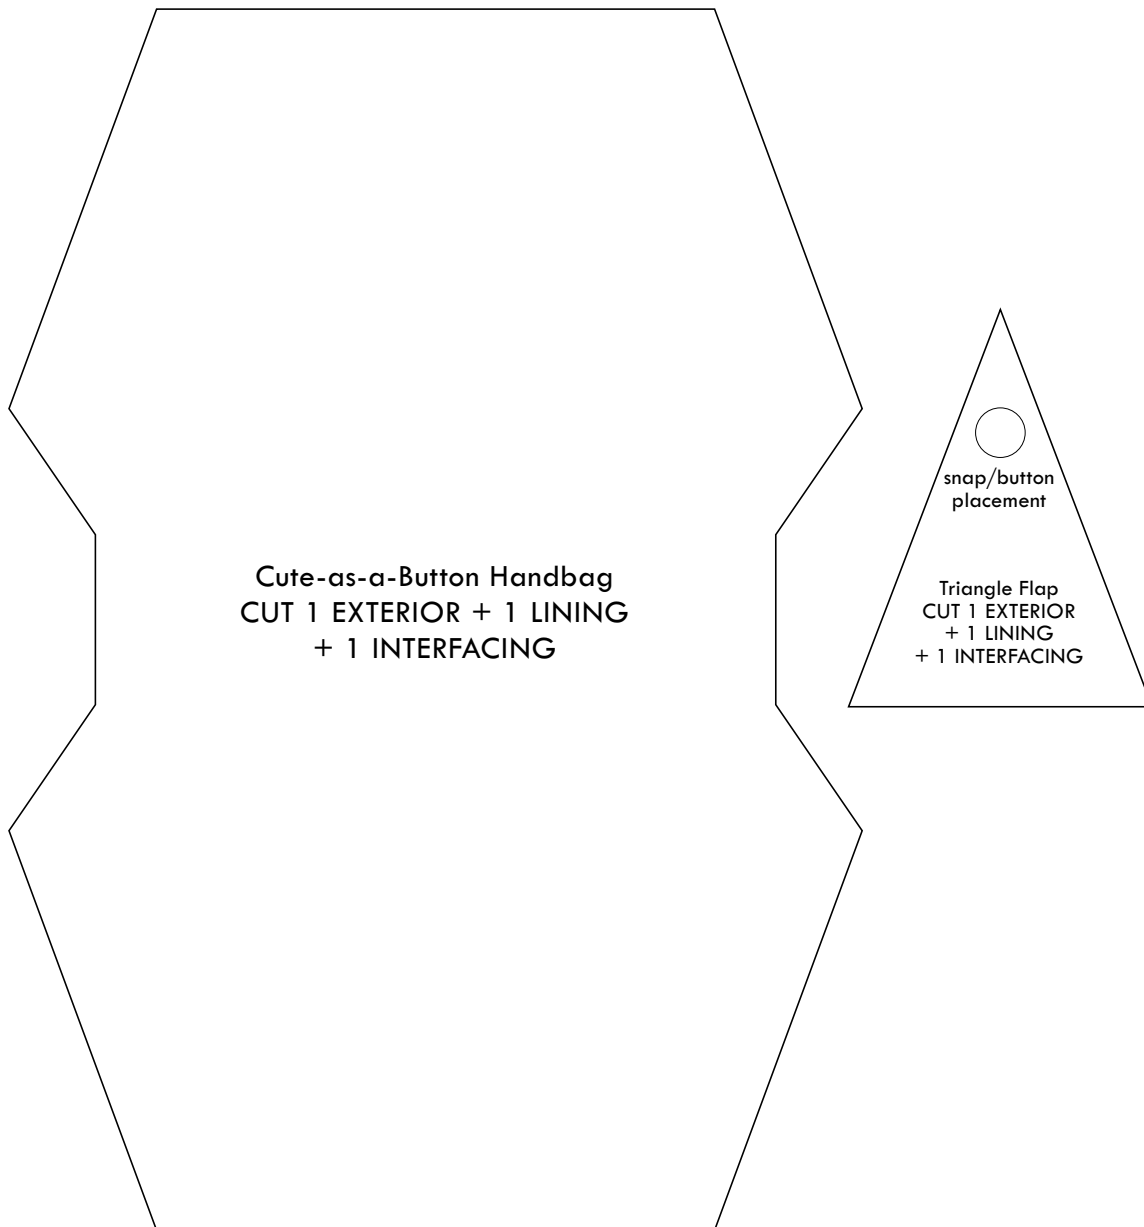 Cute-as-a-Button Handbag
CUT 1 EXTERIOR + 1 LINING
+ 1 INTERFACING
snap/button
placement
Triangle Flap
CUT 1 EXTERIOR
+ 1 LINING
+ 1 INTERFACING